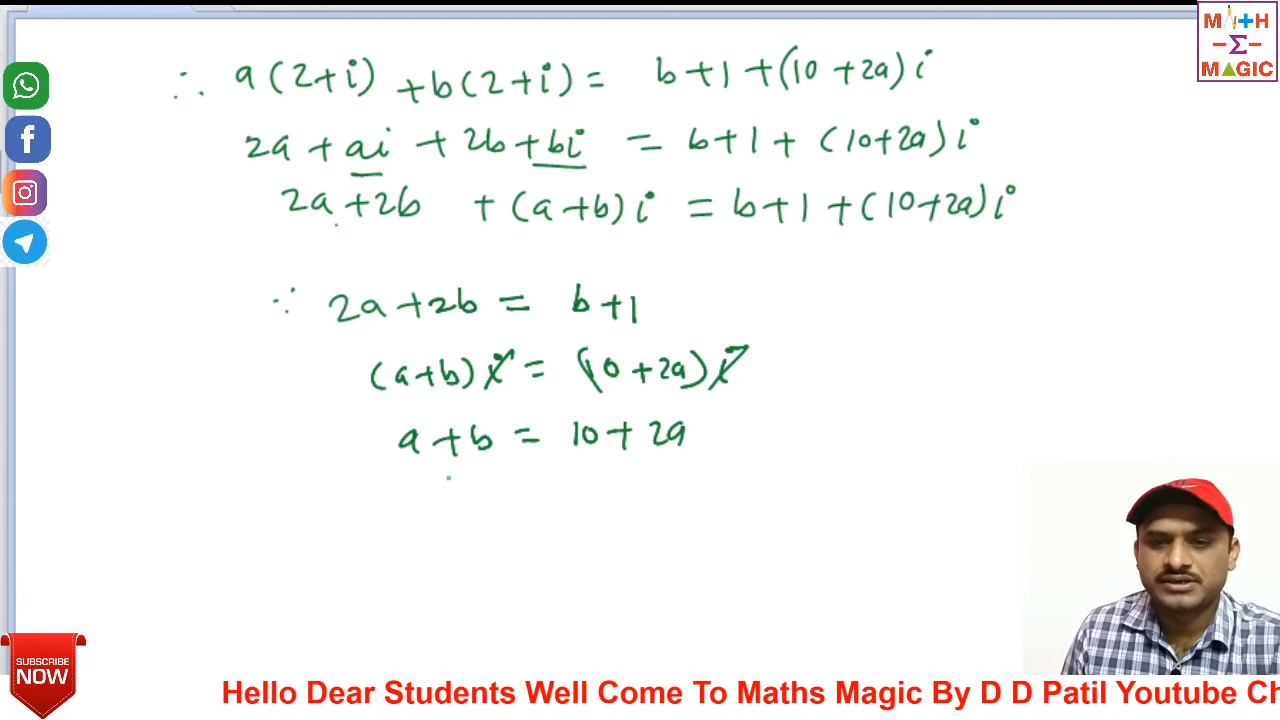 MATH
-Σ-
MAGIC
∴ a(2+i) +b(2+i) = b+1+(10+2a)i
2a + ai + 2b+bi = b+1+(10+2a)i
2a+2b +(a+b)i = b+1+(10+2a)i
∵ 2a+2b = b+1
(a+b)i = (10+2a)i
a+b = 10+2a
SUBSCRIBE
NOW
Hello Dear Students Well Come To Maths Magic By D D Patil Youtube Ch